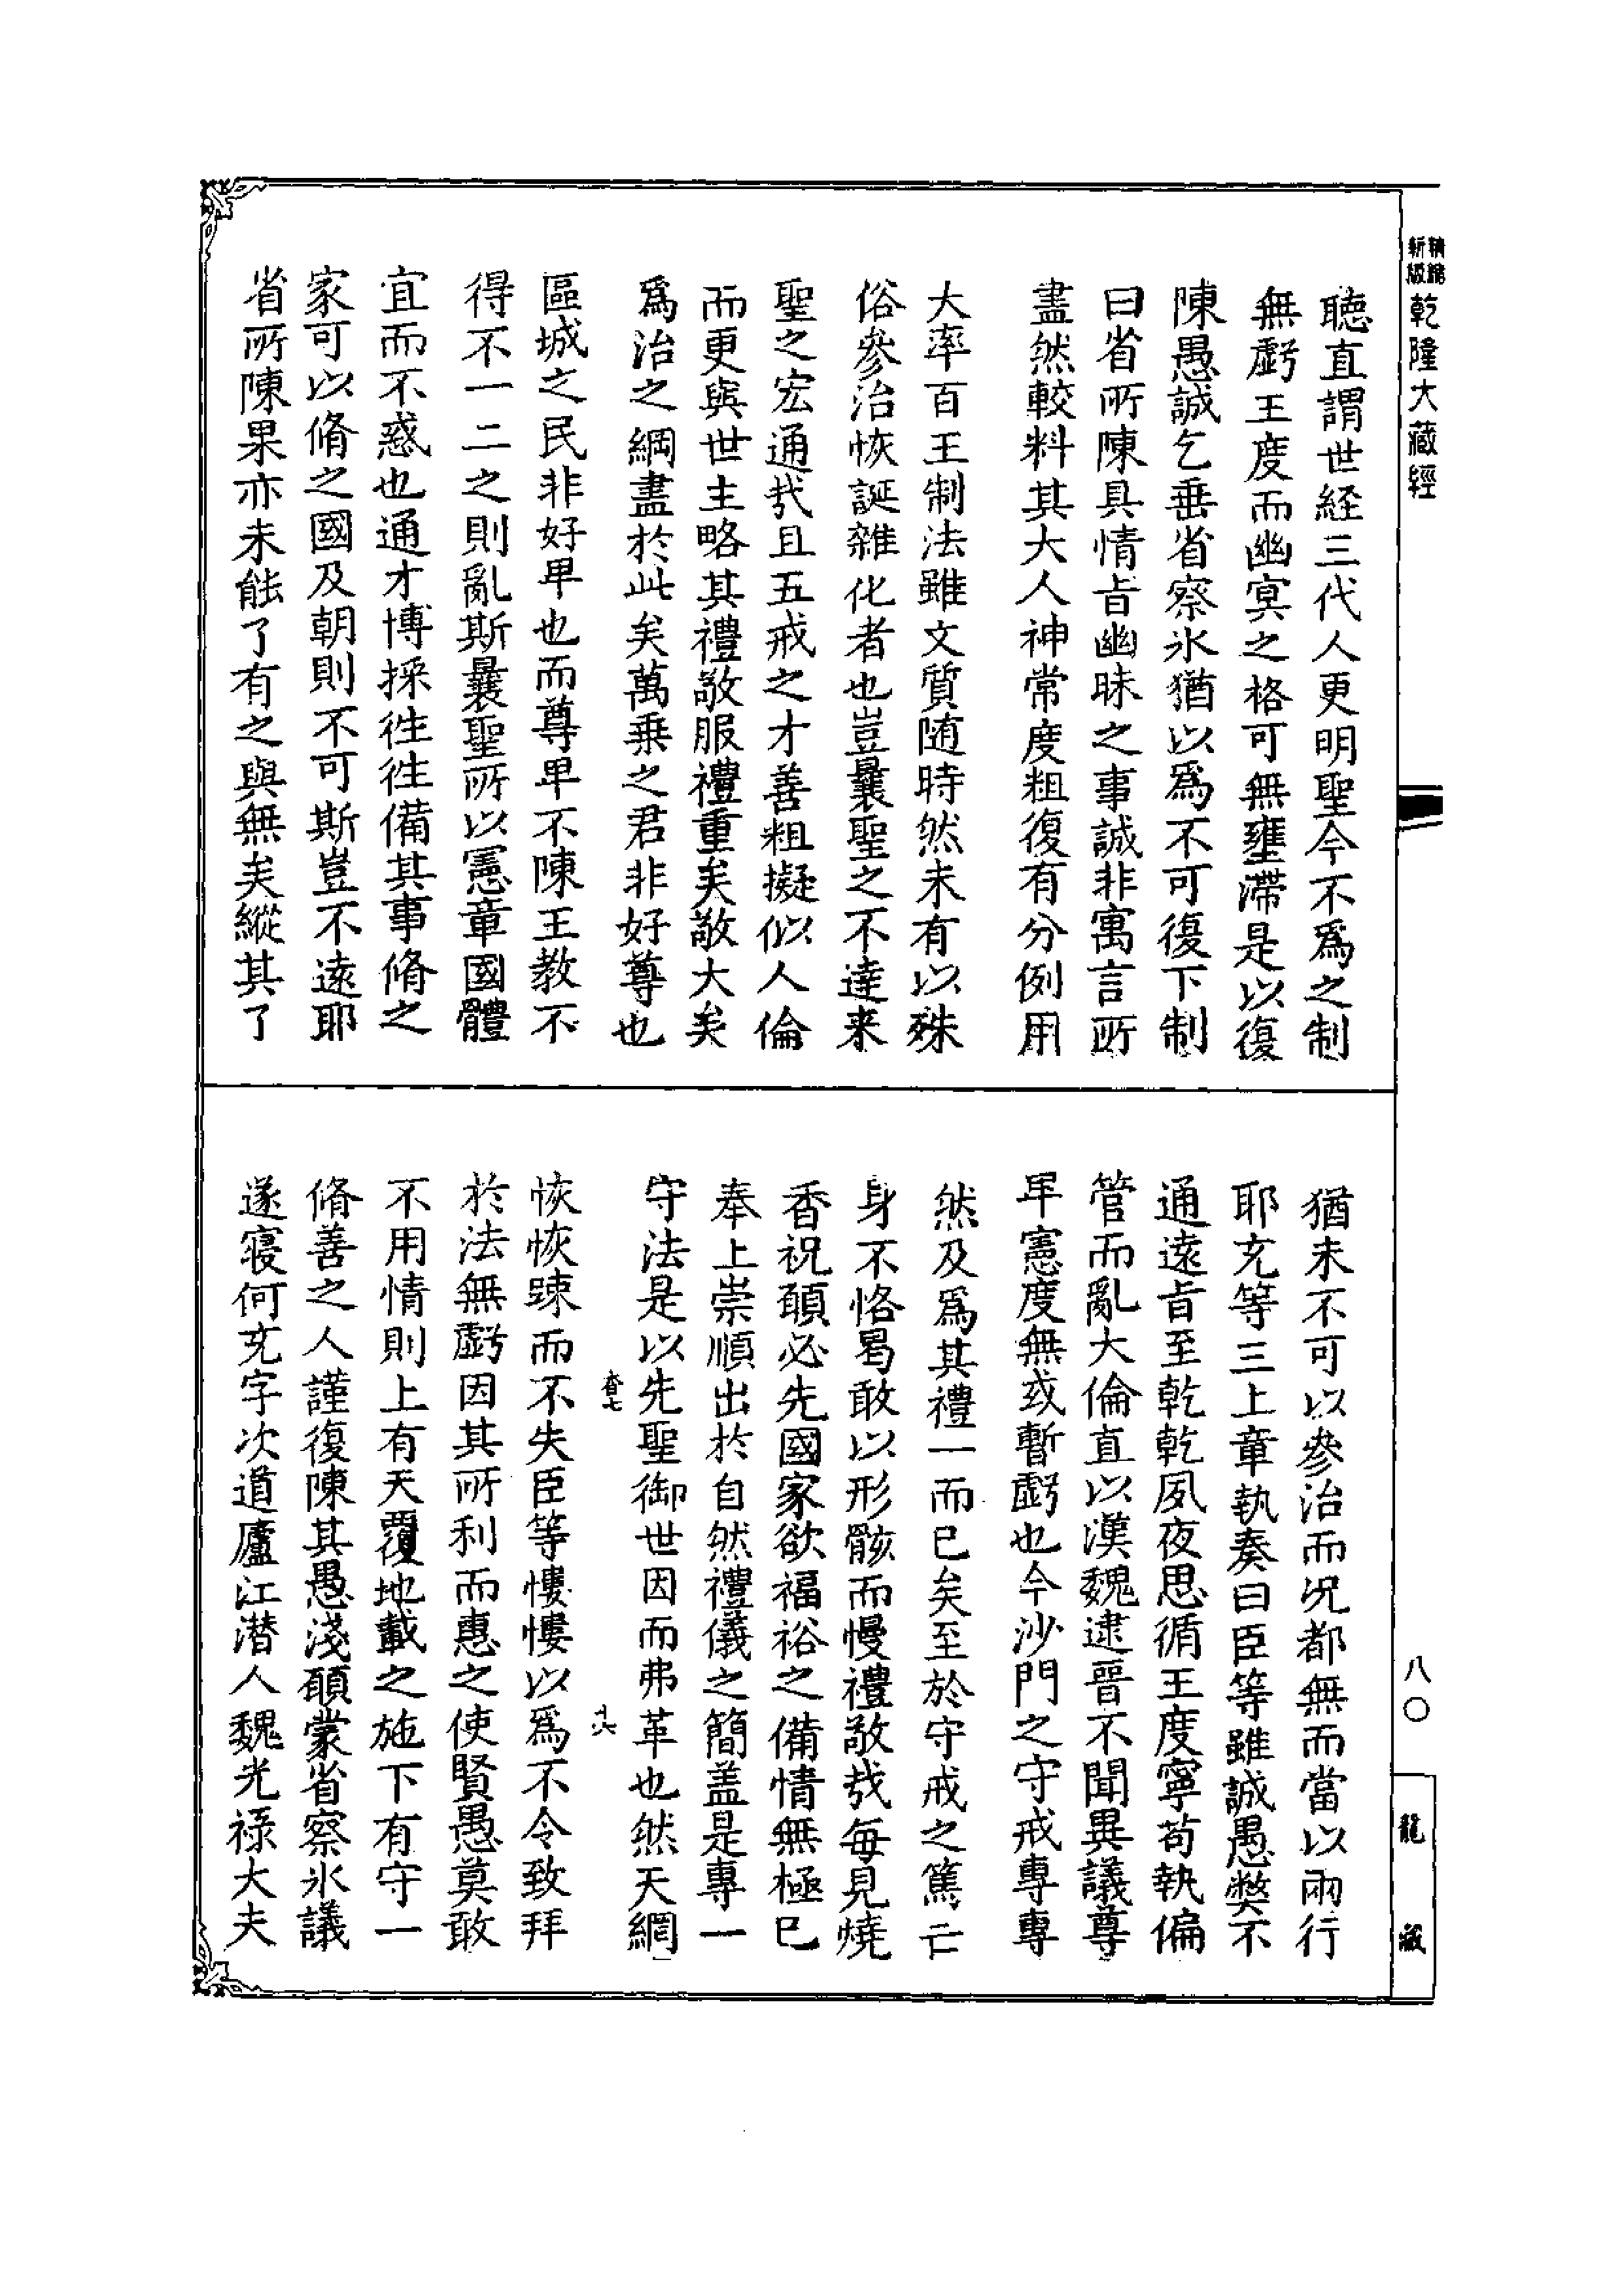 精縮
新版
乾隆大藏經
聽直謂世経三代人更明聖今不爲之制
無虧王度而幽冥之格可無壅滯是以復
陳愚誠乞垂省察氷猶以爲不可復下制
曰省所陳具情旨幽昧之事誠非寓言所
盡然較料其大人神常度粗復有分例用
大率百王制法雖文質随時然未有以殊
俗參治恢誕雜化者也豈曩聖之不達来
聖之宏通㢤且五戒之才善粗擬似人倫
而更與世主略其禮敬服禮重矣敬大矣
爲治之綱盡於此矣萬乗之君非好尊也
區城之民非好卑也而尊卑不陳王教不
得不一二之則亂斯曩聖所以憲章國體
宜而不惑也通才博採徃徃備其事脩之
家可以脩之國及朝則不可斯豈不遠耶
省所陳果亦未能了有之與無矣縱其了
猶未不可以參治而况都無而當以兩行
耶充等三上章執奏曰臣等雖誠愚獘不
通遠旨至乾乾夙夜思循王度寧苟執偏
管而亂大倫直以漢魏逮晉不聞異議尊
卑憲度無或暫虧也今沙門之守戒專專
然及爲其禮一而已矣至於守戒之篤亡
身不恡曷敢以形骸而慢禮敬㢤每見燒
香祝願必先國家欲福裕之備情無極已
奉上崇順出於自然禮儀之簡盖是專一
守法是以先聖御世因而弗革也然天網
沓七
十六
恢恢踈而不失臣等慺慺以爲不令致拜
於法無虧因其所利而惠之使賢愚莫敢
不用情則上有天覆地載之施下有守一
脩善之人謹復陳其愚淺願蒙省察氷議
遂寢何充字次道廬江潜人魏光祿大夫
八〇
龍藏